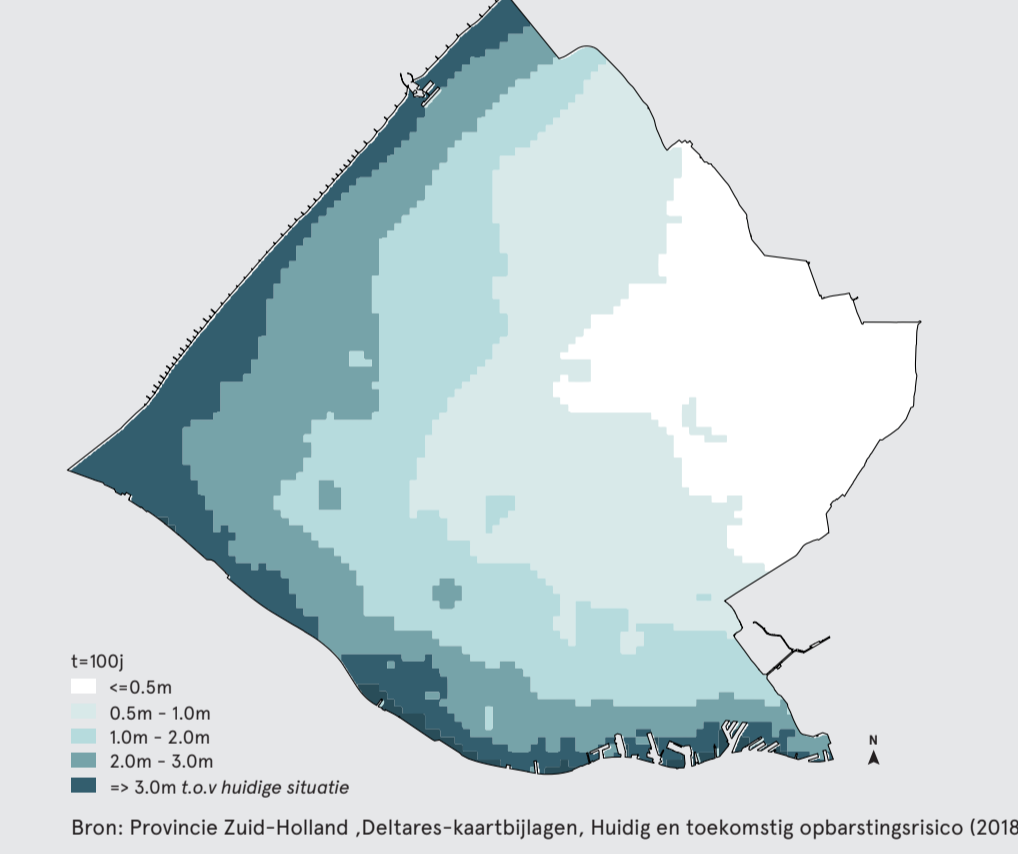 t=100j
<=0.5m
0.5m - 1.0m
1.0m - 2.0m
2.0m - 3.0m
=> 3.0m t.o.v huidige situatie
N
Bron: Provincie Zuid-Holland ,Deltares-kaartbijlagen, Huidig en toekomstig opbarstingsrisico (2018